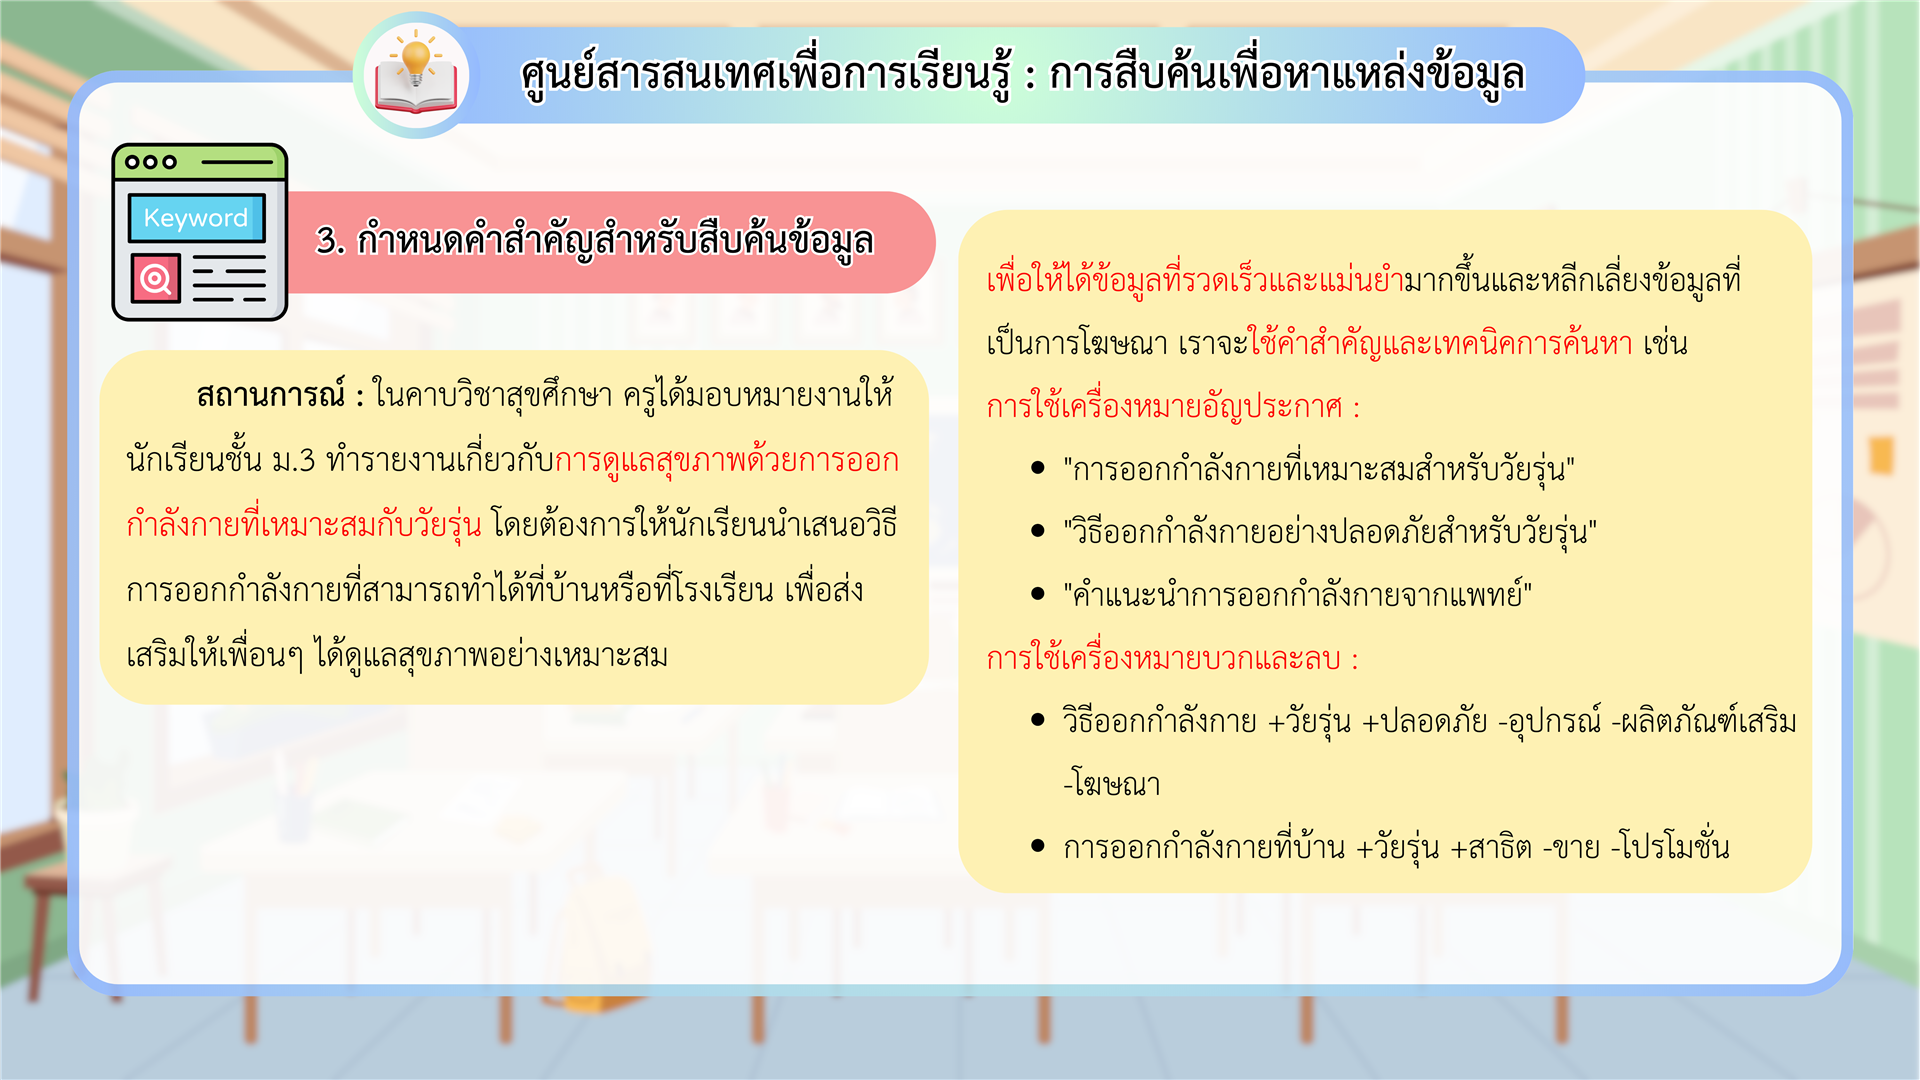 ศูนย์สารสนเทศเพื่อการเรียนรู้ : การสืบค้นเพื่อหาแหล่งข้อมูล
Keyword
3. กำหนดคำสำคัญสำหรับสืบค้นข้อมูล
สถานการณ์ : ในคาบวิชาสุขศึกษา ครูได้มอบหมายงานให้
นักเรียนชั้น ม.3 ทำรายงานเกี่ยวกับการดูแลสุขภาพด้วยการออก
กำลังกายที่เหมาะสมกับวัยรุ่น โดยต้องการให้นักเรียนนำเสนอวิธี
การออกกำลังกายที่สามารถทำได้ที่บ้านหรือที่โรงเรียน เพื่อส่ง
เสริมให้เพื่อนๆ ได้ดูแลสุขภาพอย่างเหมาะสม
เพื่อให้ได้ข้อมูลที่รวดเร็วและแม่นยำมากขึ้นและหลีกเลี่ยงข้อมูลที่
เป็นการโฆษณา เราจะใช้คำสำคัญและเทคนิคการค้นหา เช่น
การใช้เครื่องหมายอัญประกาศ :
• "การออกกำลังกายที่เหมาะสมสำหรับวัยรุ่น"
• "วิธีออกกำลังกายอย่างปลอดภัยสำหรับวัยรุ่น"
• "คำแนะนำการออกกำลังกายจากแพทย์"
การใช้เครื่องหมายบวกและลบ :
• วิธีออกกำลังกาย +วัยรุ่น +ปลอดภัย -อุปกรณ์ -ผลิตภัณฑ์เสริม
-โฆษณา
• การออกกำลังกายที่บ้าน +วัยรุ่น +สาธิต -ขาย -โปรโมชั่น